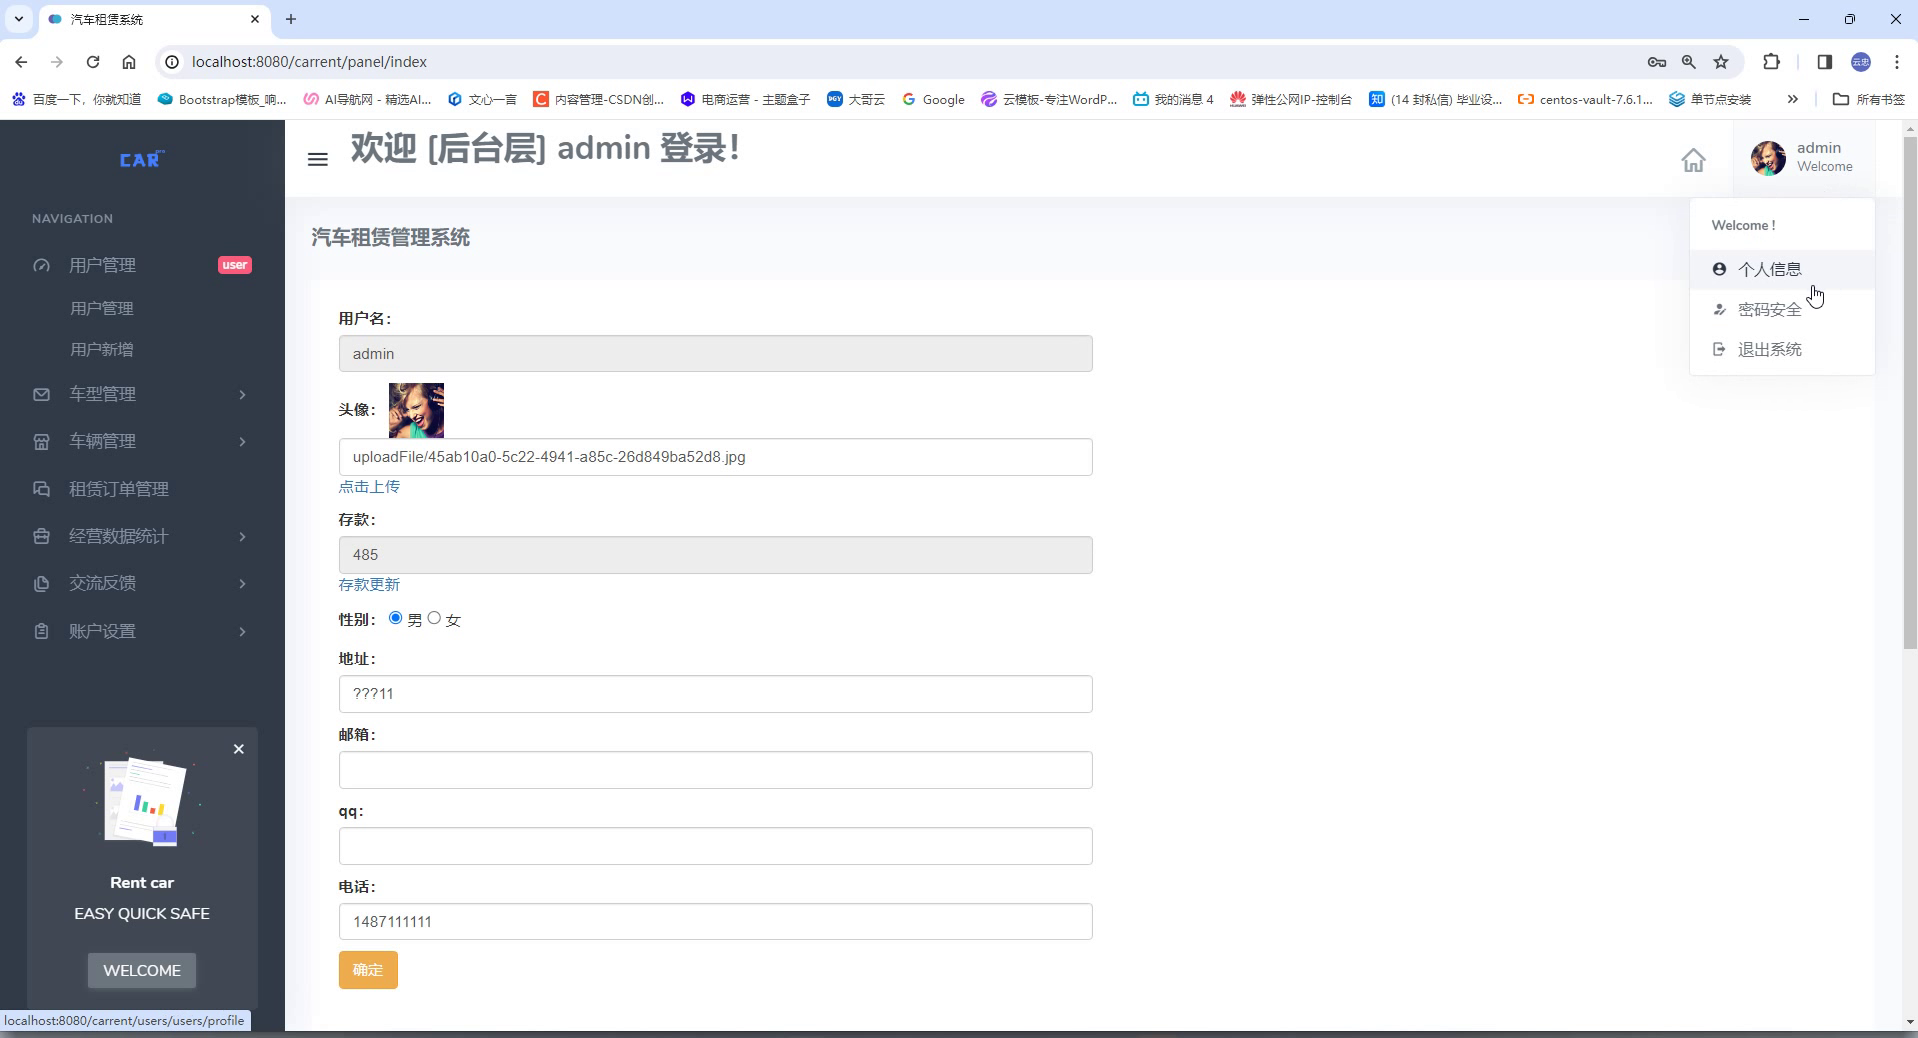 汽车租赁系统
localhost:8080/carrent/panel/index
百度一下，你就知道
Bootstrap模板_响...
AI导航网 - 精选AI...
文心一言
内容管理-CSDN创...
电商运营 - 主题盒子
大哥云
Google
云模板-专注WordP...
我的消息 4
弹性公网IP-控制台
(14 封私信) 毕业设...
centos-vault-7.6.1...
单节点安装
所有书签
CAR
NAVIGATION
用户管理
user
用户管理
用户新增
车型管理
车辆管理
租赁订单管理
经营数据统计
交流反馈
账户设置
Rent car
EASY QUICK SAFE
WELCOME
localhost:8080/carrent/users/users/profile
欢迎 [后台层] admin 登录！
admin
Welcome
Welcome !
个人信息
密码安全
退出系统
汽车租赁管理系统
用户名：
admin
头像：
uploadFile/45ab10a0-5c22-4941-a85c-26d849ba52d8.jpg
点击上传
存款：
485
存款更新
性别： 男 女
地址：
???11
邮箱：
qq:
电话：
1487111111
确定